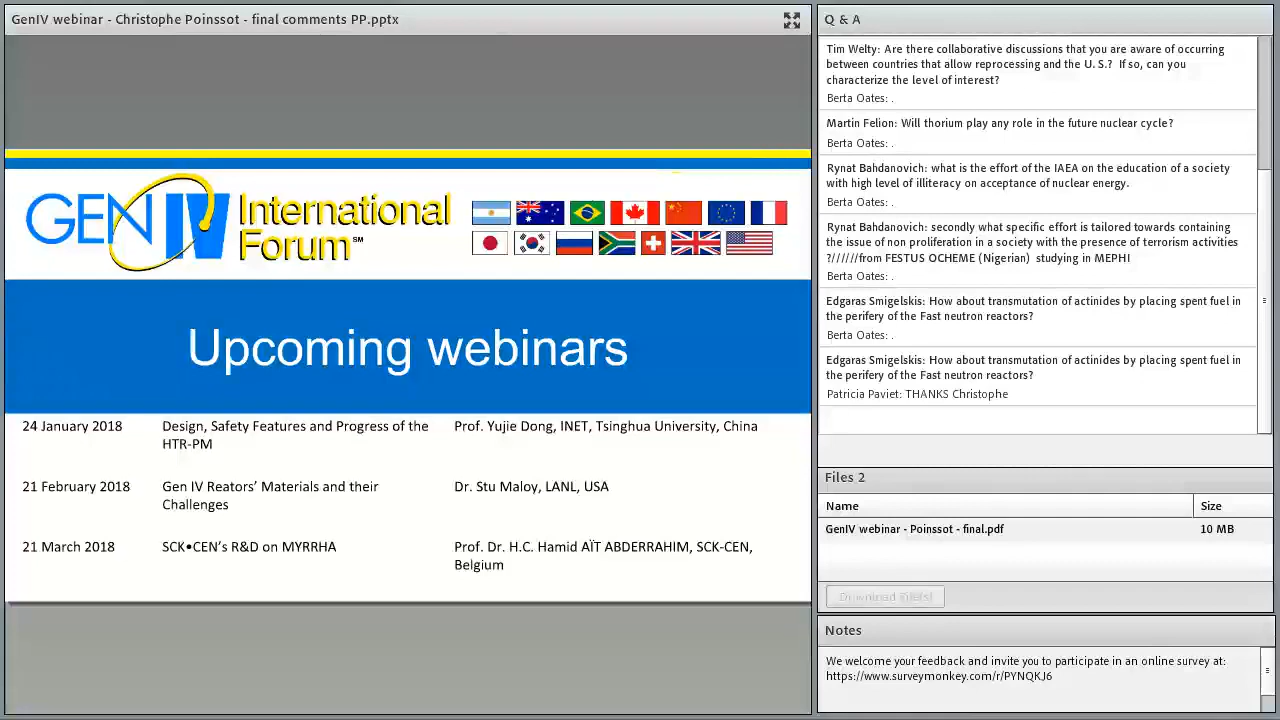 GenIV webinar - Christophe Poinssot - final comments PP.pptx
GEN IV International
Forum℠
Upcoming webinars
24 January 2018 Design, Safety Features and Progress of the Prof. Yujie Dong, INET, Tsinghua University, China
HTR-PM
21 February 2018 Gen IV Reators’ Materials and their Dr. Stu Maloy, LANL, USA
Challenges
21 March 2018 SCK•CEN’s R&D on MYRRHA Prof. Dr. H.C. Hamid AÏT ABDERRAHIM, SCK-CEN,
Belgium
Q & A
Tim Welty: Are there collaborative discussions that you are aware of occurring
between countries that allow reprocessing and the U. S.?  If so, can you
characterize the level of interest?
Berta Oates: .
Martin Felion: Will thorium play any role in the future nuclear cycle?
Berta Oates: .
Rynat Bahdanovich: what is the effort of the IAEA on the education of a society
with high level of illiteracy on acceptance of nuclear energy.
Berta Oates: .
Rynat Bahdanovich: secondly what specific effort is tailored towards containing
the issue of non proliferation in a society with the presence of terrorism activities
?//////from FESTUS OCHEME (Nigerian)  studying in MEPHI
Berta Oates: .
Edgaras Smigelskis: How about transmutation of actinides by placing spent fuel in
the perifery of the Fast neutron reactors?
Berta Oates: .
Edgaras Smigelskis: How about transmutation of actinides by placing spent fuel in
the perifery of the Fast neutron reactors?
Patricia Paviet: THANKS Christophe
Files 2
Name Size
GenIV webinar - Poinssot - final.pdf 10 MB
Download File(s)
Notes
We welcome your feedback and invite you to participate in an online survey at:
https://www.surveymonkey.com/r/PYNQKJ6